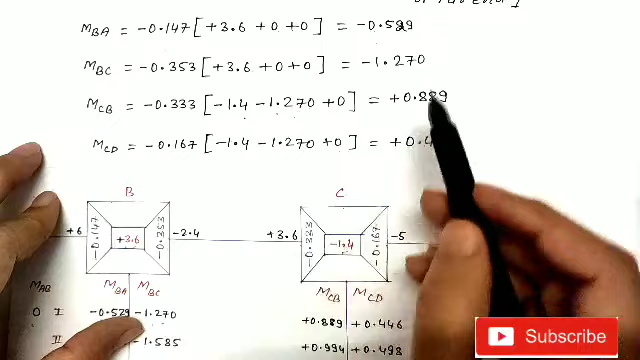 M_BA = -0.147 [+3.6 +0 +0] = -0.529
M_BC = -0.353 [+3.6 +0+0] = -1.270
M_CB = -0.333 [-1.4 -1.270 +0] = +0.889
M_CD = -0.167 [-1.4 -1.270 +0] = +0.4
B C
+6 -0.147 +3.6 -0.353 -2.4 +3.6 -0.333 -1.4 -0.167 -5
M_AB M_BA M_BC M_CB M_CD
0 I -0.529 -1.270 +0.889 +0.446
II -1.585 +0.994 +0.498
Subscribe